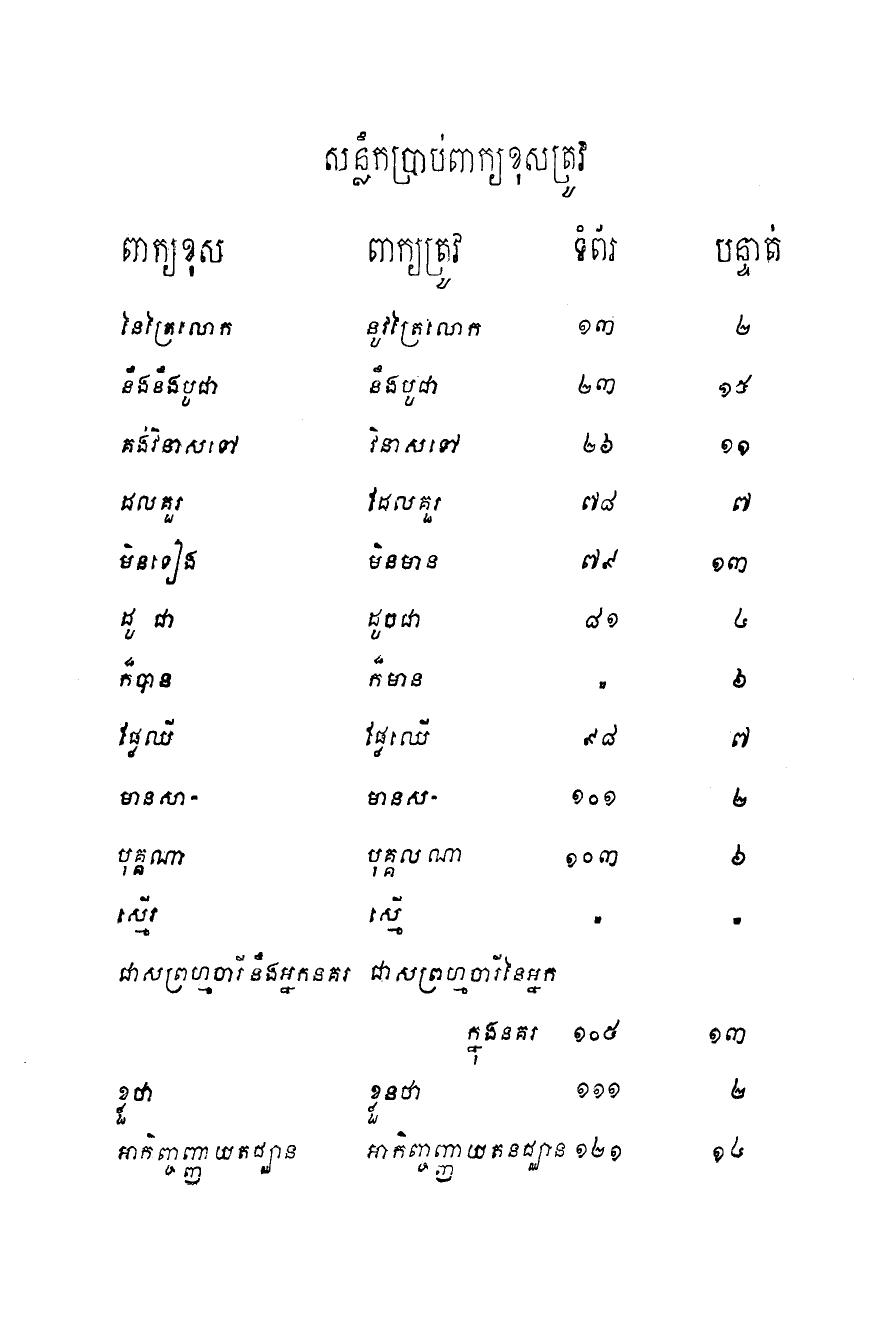 សន្លឹកប្រាប់ពាក្យខុសត្រូវ
ពាក្យខុស ពាក្យត្រូវ ទំព័រ បន្ទាត់
នៃត្រៃលោក នូវត្រៃលោក ១៣ ២
នឹងនឹងបូជា នឹងបូជា ២៣ ១៥
គង់វិនាសទៅ វិនាសទៅ ២៦ ១១
ដលគួរ ដែលគួរ ៧៨ ៧
មិនទៀង មិនមាន ៧៩ ១៣
ដូ ជា ដូចជា ៨១ ៤
ក៏បាន ក៏មាន " ៦
ផ្លែឈី ផ្លែឈើ ៩៨ ៧
មានសា- មានស- ១០១ ២
បុគ្គណា បុគ្គលណា ១០៣ ៦
ស្មើរ ស្មើ " "
ជាសព្រហ្មចារីនឹងអ្នកនគរ ជាសព្រហ្មចារីនៃអ្នក
ក្នុងនគរ ១០៥ ១៣
ខ្លួថា ខ្លួនថា ១១១ ២
អាកិញ្ចញ្ញាយតជ្ឈាន អាកិញ្ចញ្ញាយតនជ្ឈាន ១២១ ១៤